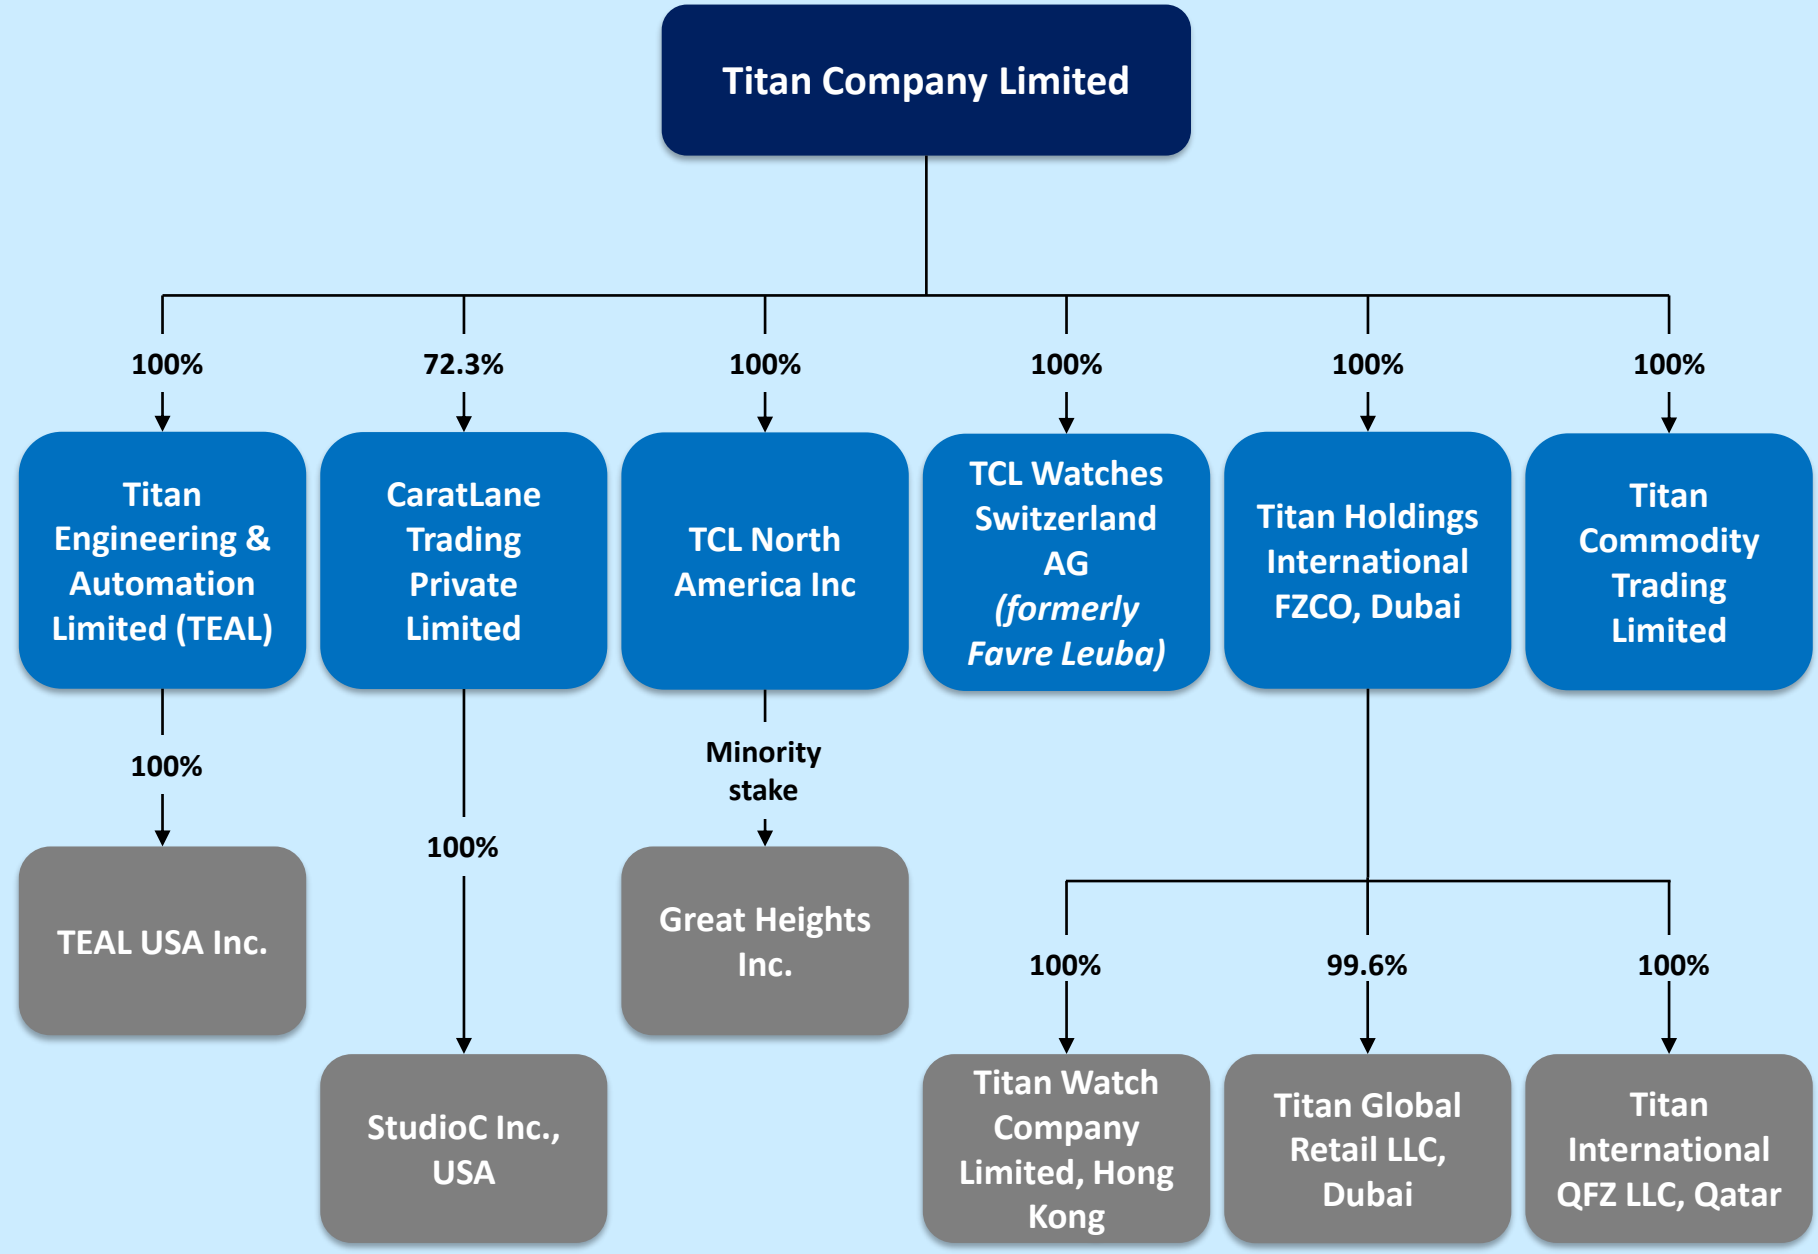 Titan Company Limited
100%
72.3%
100%
100%
100%
100%
Titan
Engineering &
Automation
Limited (TEAL)
CaratLane
Trading
Private
Limited
TCL North
America Inc
TCL Watches
Switzerland
AG
(formerly
Favre Leuba)
Titan Holdings
International
FZCO, Dubai
Titan
Commodity
Trading
Limited
100%
100%
Minority
stake
TEAL USA Inc.
StudioC Inc.,
USA
Great Heights
Inc.
100%
99.6%
100%
Titan Watch
Company
Limited, Hong
Kong
Titan Global
Retail LLC,
Dubai
Titan
International
QFZ LLC, Qatar